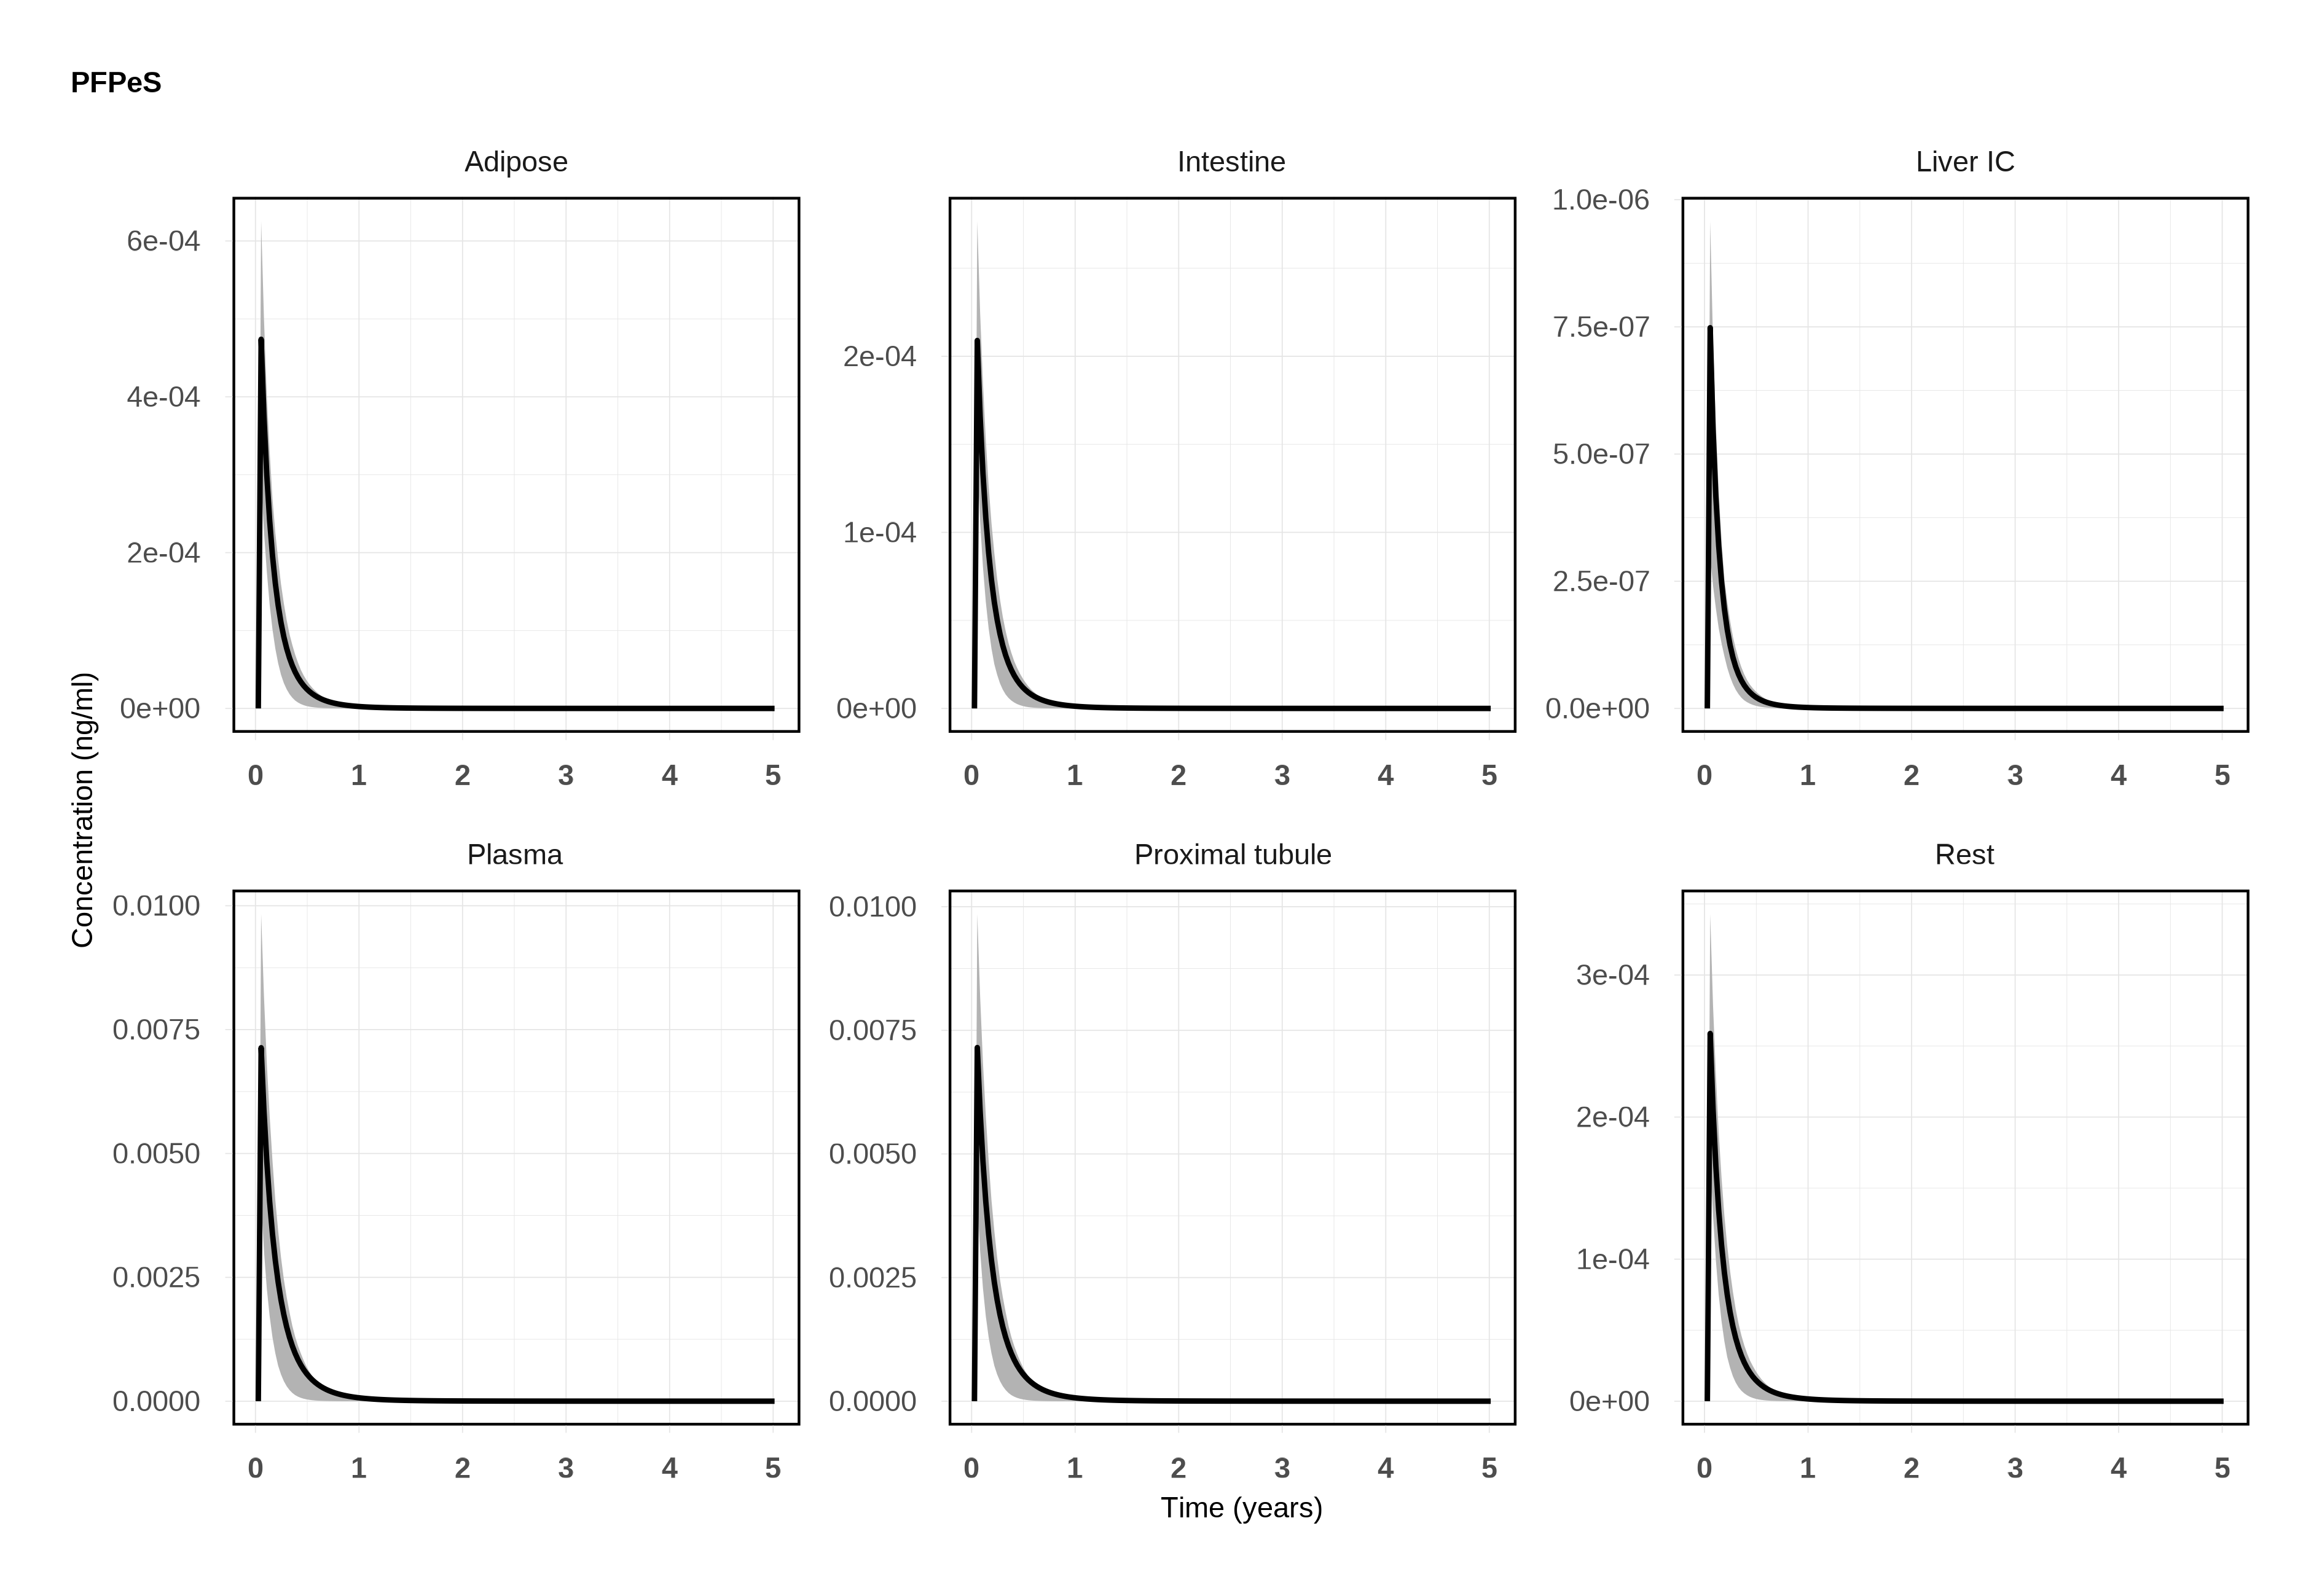 PFPeS
Adipose
Intestine
Liver IC
6e-04
4e-04
2e-04
0e+00
2e-04
1e-04
0e+00
1.0e-06
7.5e-07
5.0e-07
2.5e-07
0.0e+00
0 1 2 3 4 5
0 1 2 3 4 5
0 1 2 3 4 5
Concentration (ng/ml)
Plasma
Proximal tubule
Rest
0.0100
0.0075
0.0050
0.0025
0.0000
0.0100
0.0075
0.0050
0.0025
0.0000
3e-04
2e-04
1e-04
0e+00
0 1 2 3 4 5
0 1 2 3 4 5
0 1 2 3 4 5
Time (years)